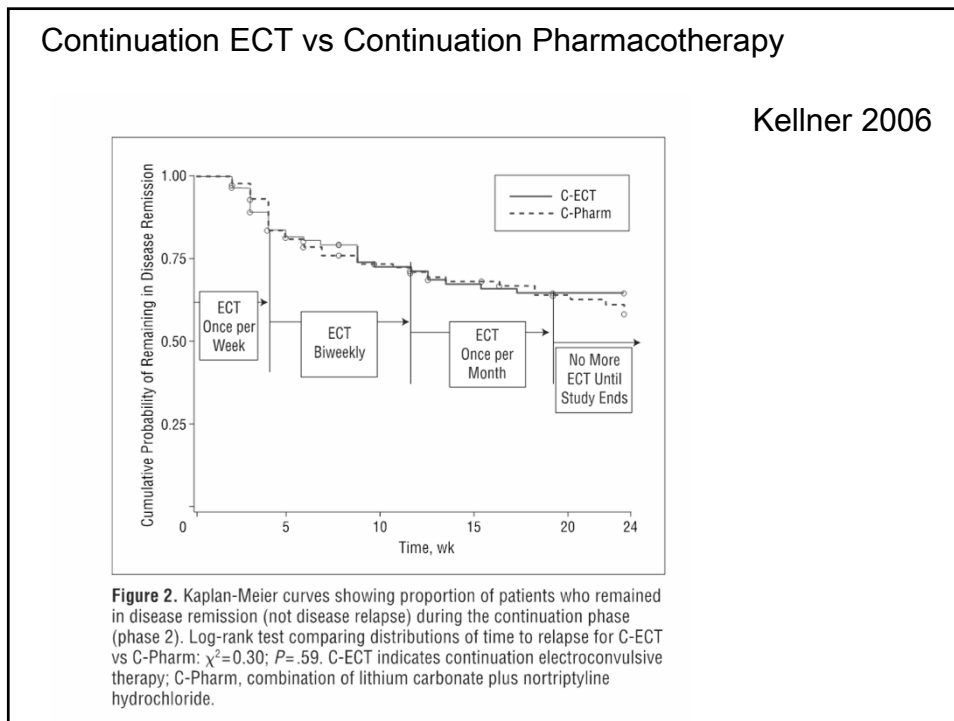 Continuation ECT vs Continuation Pharmacotherapy
Kellner 2006
Cumulative Probability of Remaining in Disease Remission
1.00
0.75
0.50
0.25
0
C-ECT
C-Pharm
ECT
Once per
Week
ECT
Biweekly
ECT
Once per
Month
No More
ECT Until
Study Ends
5
10
15
20
24
Time, wk
Figure 2. Kaplan-Meier curves showing proportion of patients who remained
in disease remission (not disease relapse) during the continuation phase
(phase 2). Log-rank test comparing distributions of time to relapse for C-ECT
vs C-Pharm: χ²=0.30; P=.59. C-ECT indicates continuation electroconvulsive
therapy; C-Pharm, combination of lithium carbonate plus nortriptyline
hydrochloride.